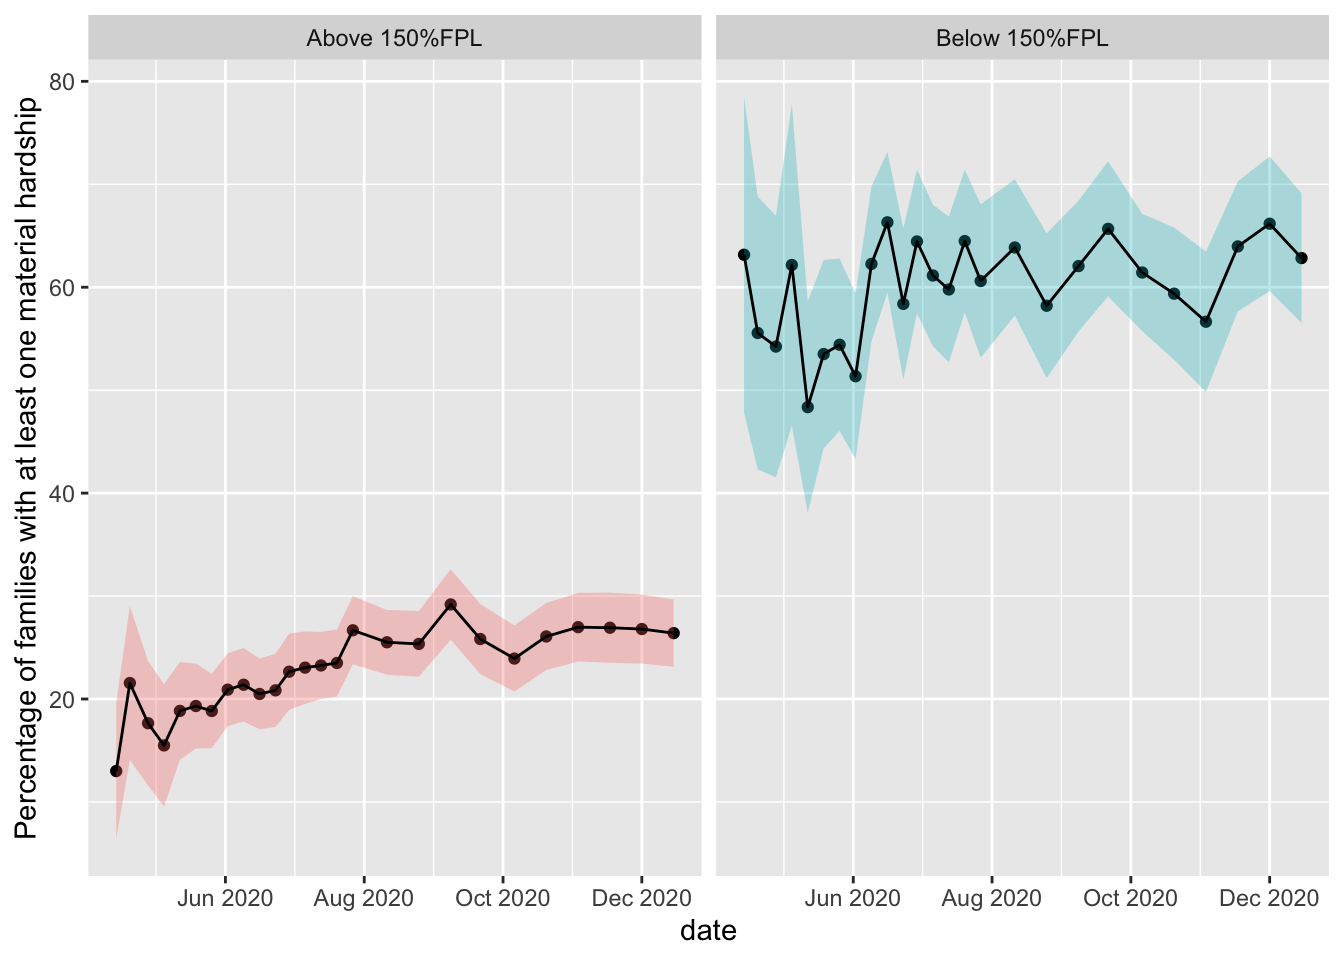 Above 150%FPL
Below 150%FPL
Percentage of families with at least one material hardship
80
60
40
20
Jun 2020
Aug 2020
Oct 2020
Dec 2020
Jun 2020
Aug 2020
Oct 2020
Dec 2020
date